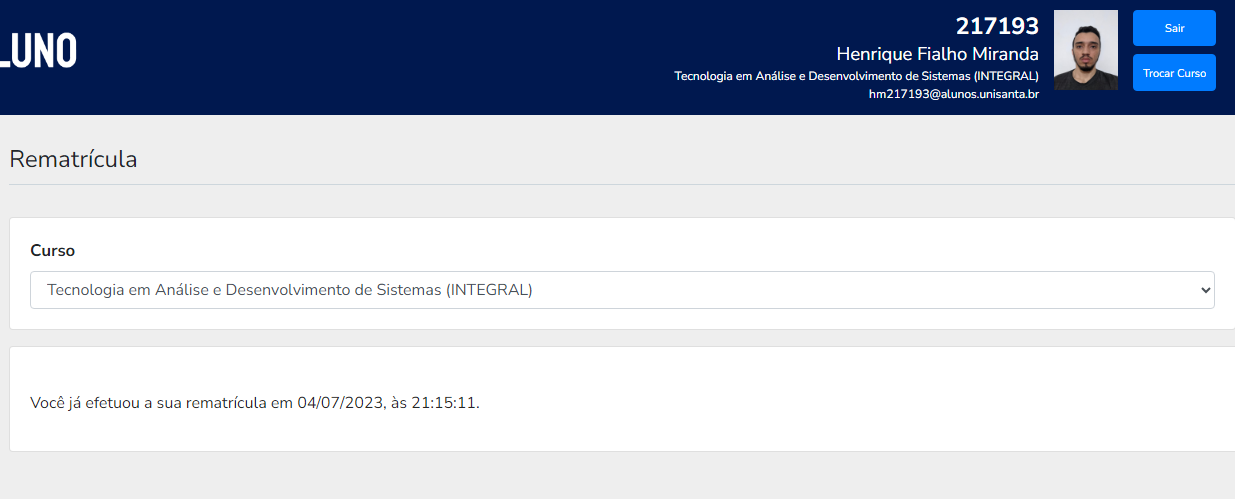 LUNO
217193
Henrique Fialho Miranda
Tecnologia em Análise e Desenvolvimento de Sistemas (INTEGRAL)
hm217193@alunos.unisanta.br
Sair
Trocar Curso
Rematrícula
Curso
Tecnologia em Análise e Desenvolvimento de Sistemas (INTEGRAL)
Você já efetuou a sua rematrícula em 04/07/2023, às 21:15:11.